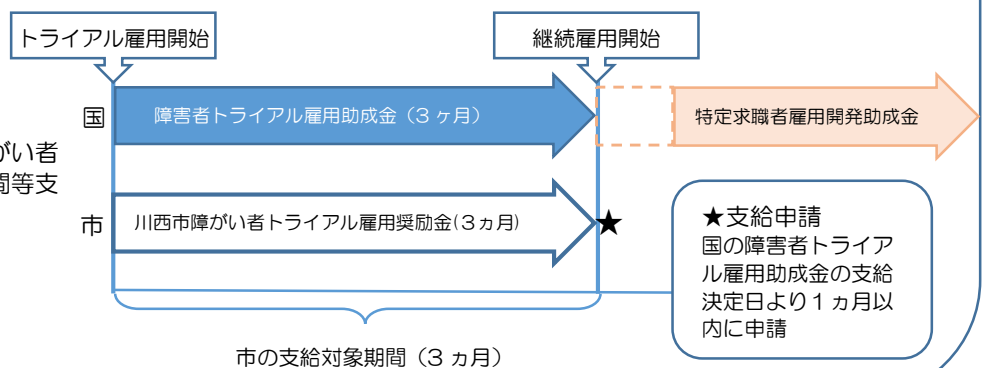 トライアル雇用開始
継続雇用開始
国
障害者トライアル雇用助成金（3 ヶ月）
特定求職者雇用開発助成金
がい者
間等支
市
川西市障がい者トライアル雇用奨励金(3ヵ月)
★
★支給申請
国の障害者トライア
ル雇用助成金の支給
決定日より１ヵ月以
内に申請
市の支給対象期間（3 ヵ月）